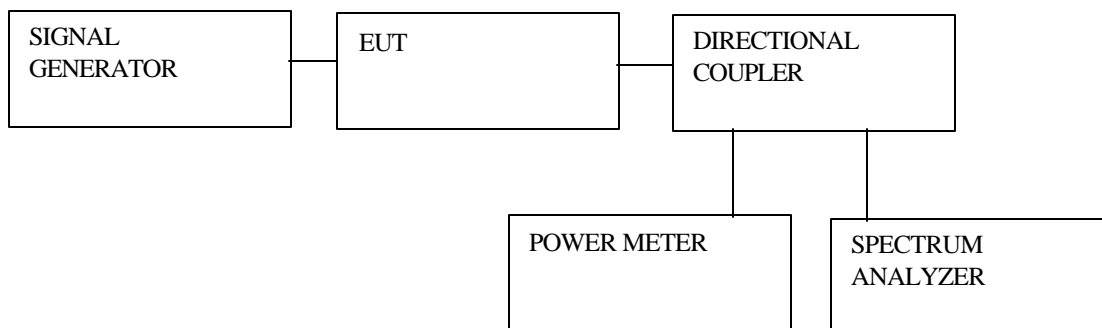 SIGNAL
GENERATOR
EUT
DIRECTIONAL
COUPLER
POWER METER
SPECTRUM
ANALYZER